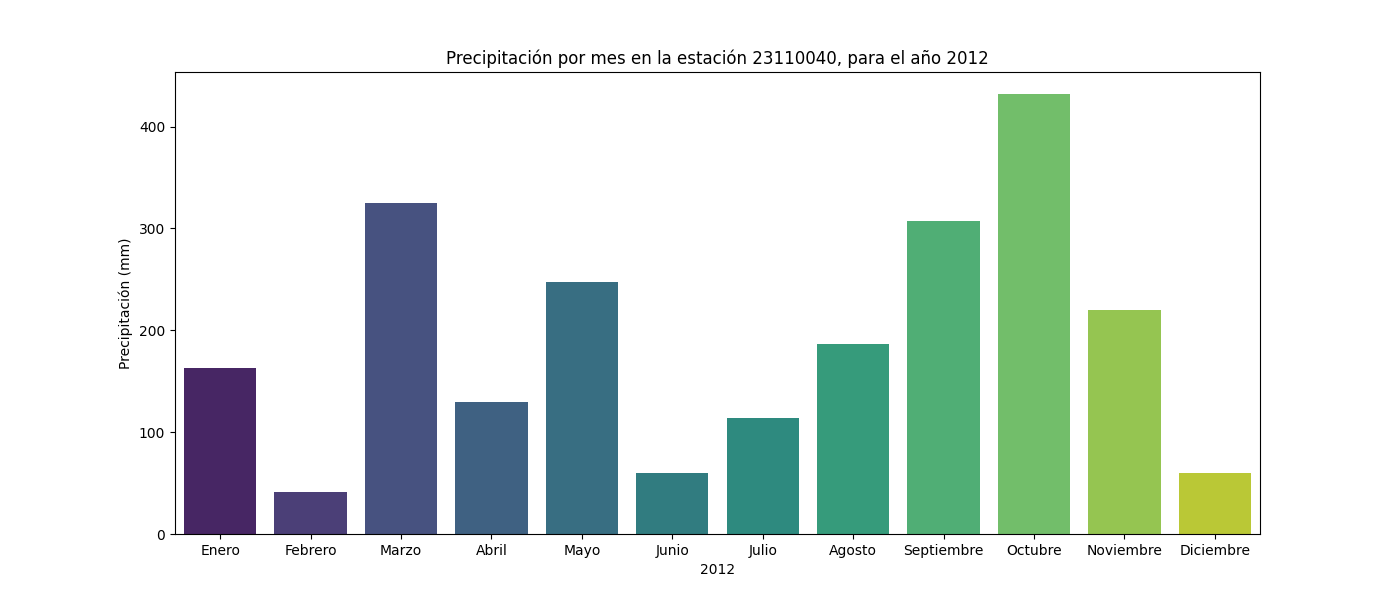 Precipitación por mes en la estación 23110040, para el año 2012
Precipitación (mm)
400
300
200
100
0
Enero Febrero Marzo Abril Mayo Junio Julio Agosto Septiembre Octubre Noviembre Diciembre
2012